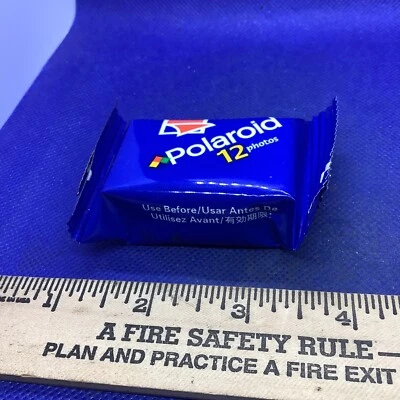 Polaroid
12 photos
Use Before/Usar Antes De
Utilisez Avant/有効期限:
1 2 3 4
A FIRE SAFETY RULE—
PLAN AND PRACTICE A FIRE EXIT